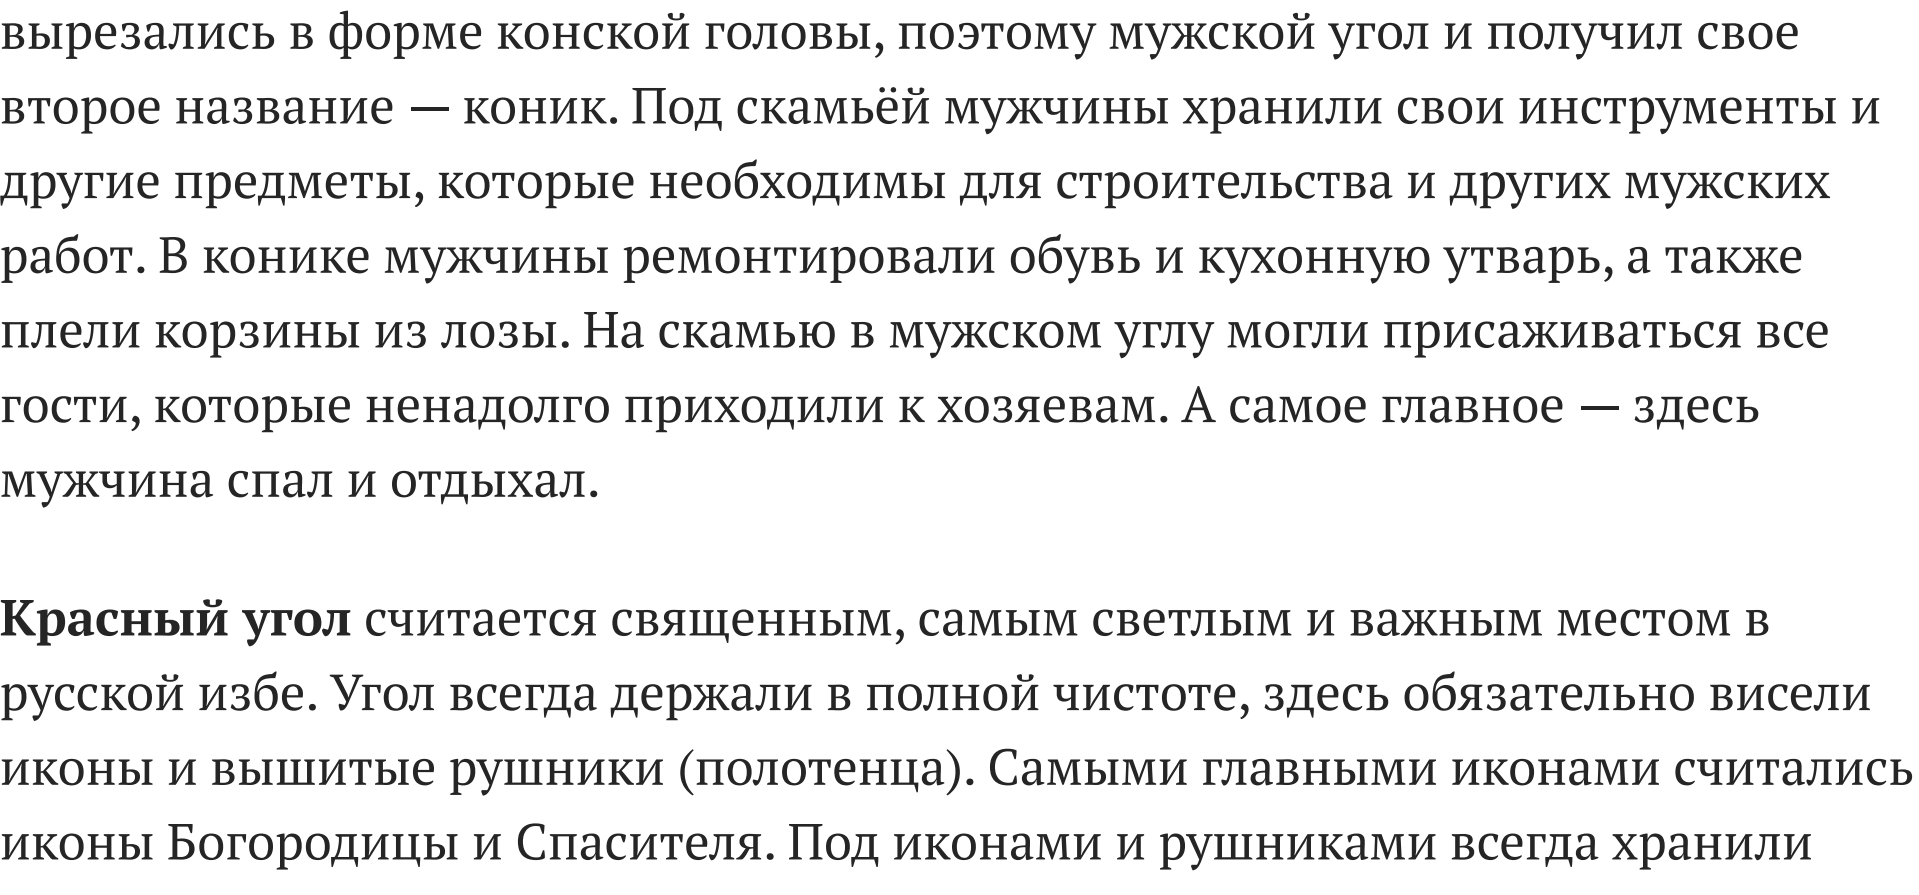 вырезались в форме конской головы, поэтому мужской угол и получил свое
второе название — коник. Под скамьёй мужчины хранили свои инструменты и
другие предметы, которые необходимы для строительства и других мужских
работ. В конике мужчины ремонтировали обувь и кухонную утварь, а также
плели корзины из лозы. На скамью в мужском углу могли присаживаться все
гости, которые ненадолго приходили к хозяевам. А самое главное — здесь
мужчина спал и отдыхал.
Красный угол считается священным, самым светлым и важным местом в
русской избе. Угол всегда держали в полной чистоте, здесь обязательно висели
иконы и вышитые рушники (полотенца). Самыми главными иконами считались
иконы Богородицы и Спасителя. Под иконами и рушниками всегда хранили